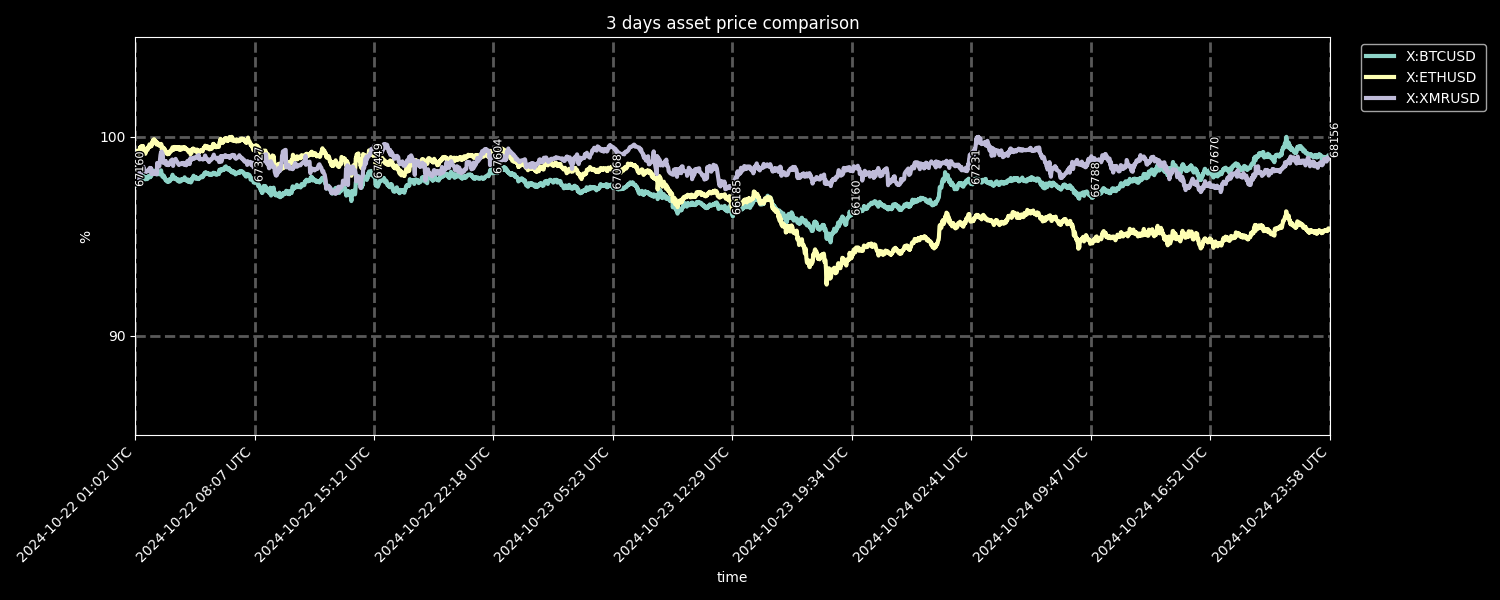 3 days asset price comparison
X:BTCUSD
X:ETHUSD
X:XMRUSD
100
90
%
67160
67327
67449
67604
67068
66185
66160
67231
66788
67670
68156
2024-10-22 01:02 UTC
2024-10-22 08:07 UTC
2024-10-22 15:12 UTC
2024-10-22 22:18 UTC
2024-10-23 05:23 UTC
2024-10-23 12:29 UTC
2024-10-23 19:34 UTC
2024-10-24 02:41 UTC
2024-10-24 09:47 UTC
2024-10-24 16:52 UTC
2024-10-24 23:58 UTC
time